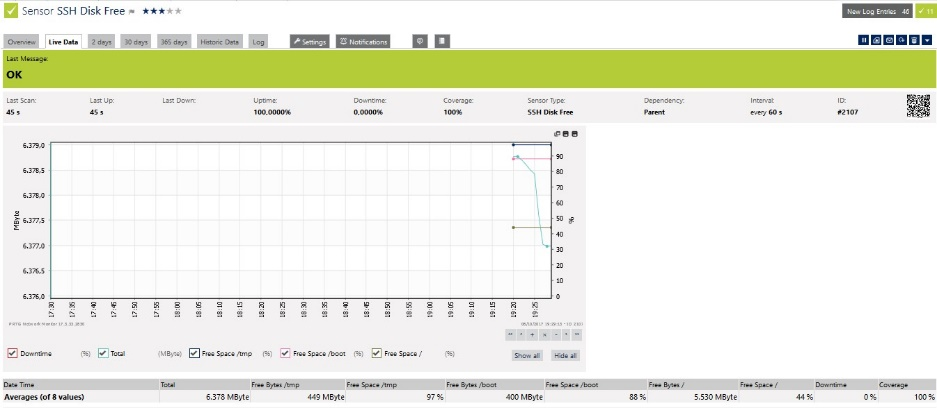 Sensor SSH Disk Free
New Log Entries 46 11
Overview Live Data 2 days 30 days 365 days Historic Data Log Settings Notifications
Last Message:
OK
Last Scan: Last Up: Last Down: Uptime: Downtime: Coverage: Sensor Type: Dependency: Interval: ID:
45 s 45 s 100,0000% 0,0000% 100% SSH Disk Free Parent every 60 s #2107
6.379,0
6.378,5
6.378,0
6.377,5
6.377,0
6.376,5
6.376,0
MByte
90
80
70
60
50
40
30
20
10
0
%
17:30 17:35 17:40 17:45 17:50 17:55 18:00 18:05 18:10 18:15 18:20 18:25 18:30 18:35 18:40 18:45 18:50 18:55 19:00 19:05 19:10 19:15 19:20 19:25
PRTG Network Monitor
Downtime (%) Total (MByte) Free Space /tmp (%) Free Space /boot (%) Free Space / (%)
Show all Hide all
Date Time Total Free Bytes /tmp Free Space /tmp Free Bytes /boot Free Space /boot Free Bytes / Free Space / Downtime Coverage
Averages (of 8 values) 6.378 MByte 449 MByte 97 % 400 MByte 88 % 5.530 MByte 44 % 0 % 100 %